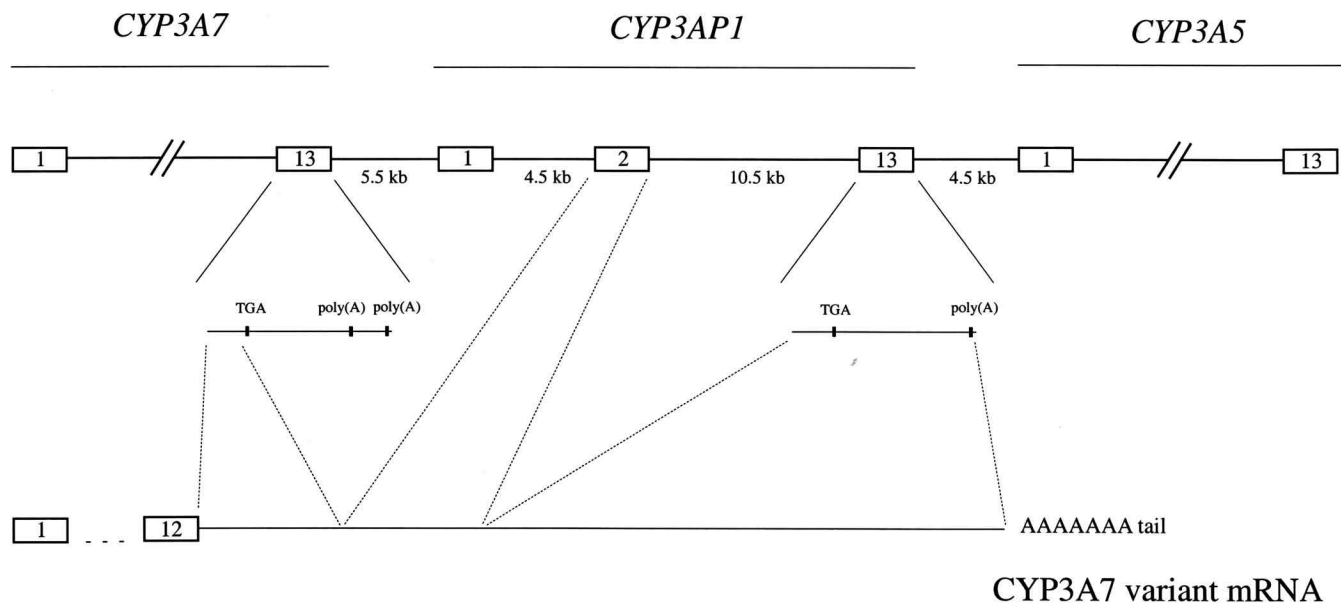 CYP3A7 CYP3AP1 CYP3A5
1 13 1 2 13 1 13
5.5 kb 4.5 kb 10.5 kb 4.5 kb
TGA poly(A) poly(A) TGA poly(A)
1 - - - 12 AAAAAAA tail
CYP3A7 variant mRNA